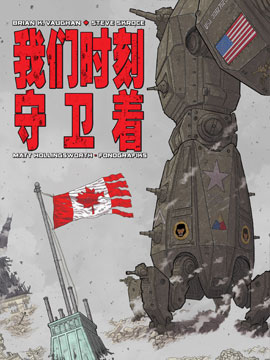 BRIAN K. VAUGHAN ★ STEVE SKROCE
我们时刻
守卫着
MATT HOLLINGSWORTH ★ FONOGRAFIKS